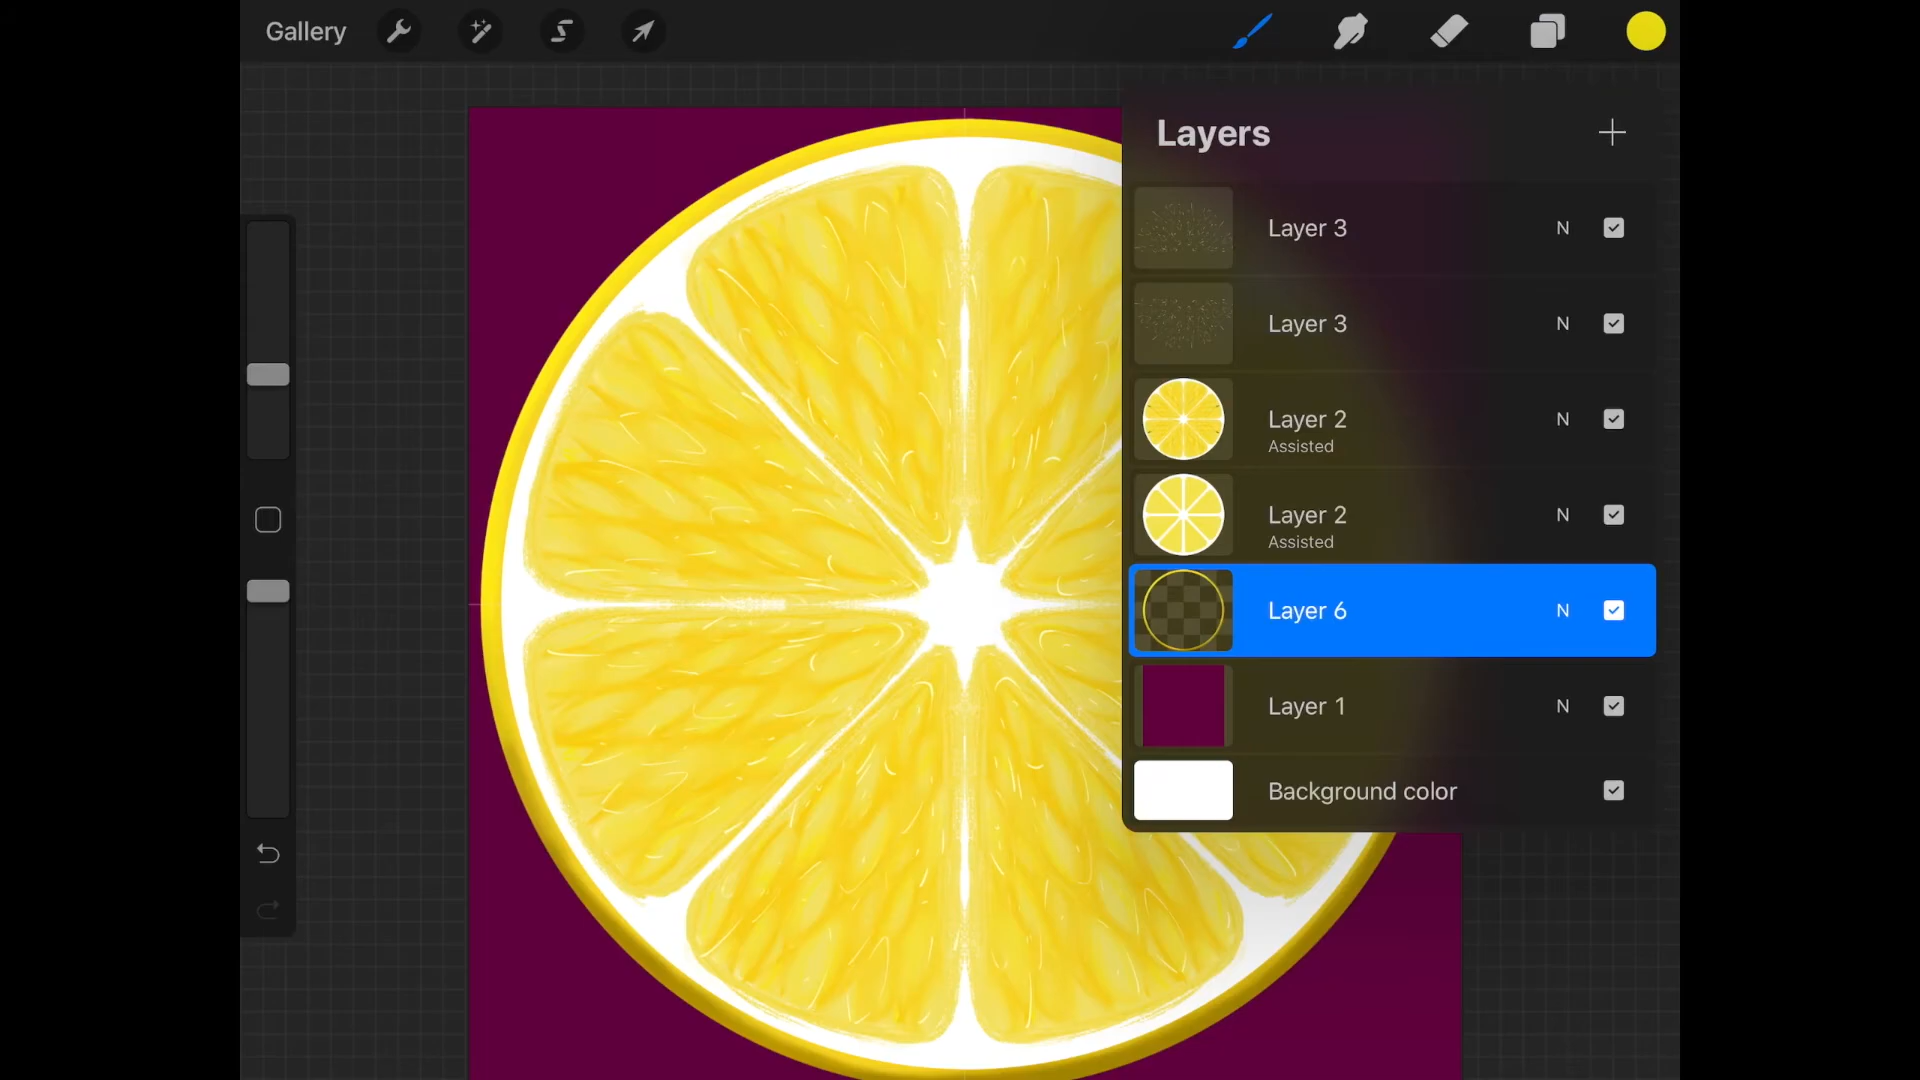 Gallery
Layers
Layer 3 N
Layer 3 N
Layer 2 N
Assisted
Layer 2 N
Assisted
Layer 6 N
Layer 1 N
Background color